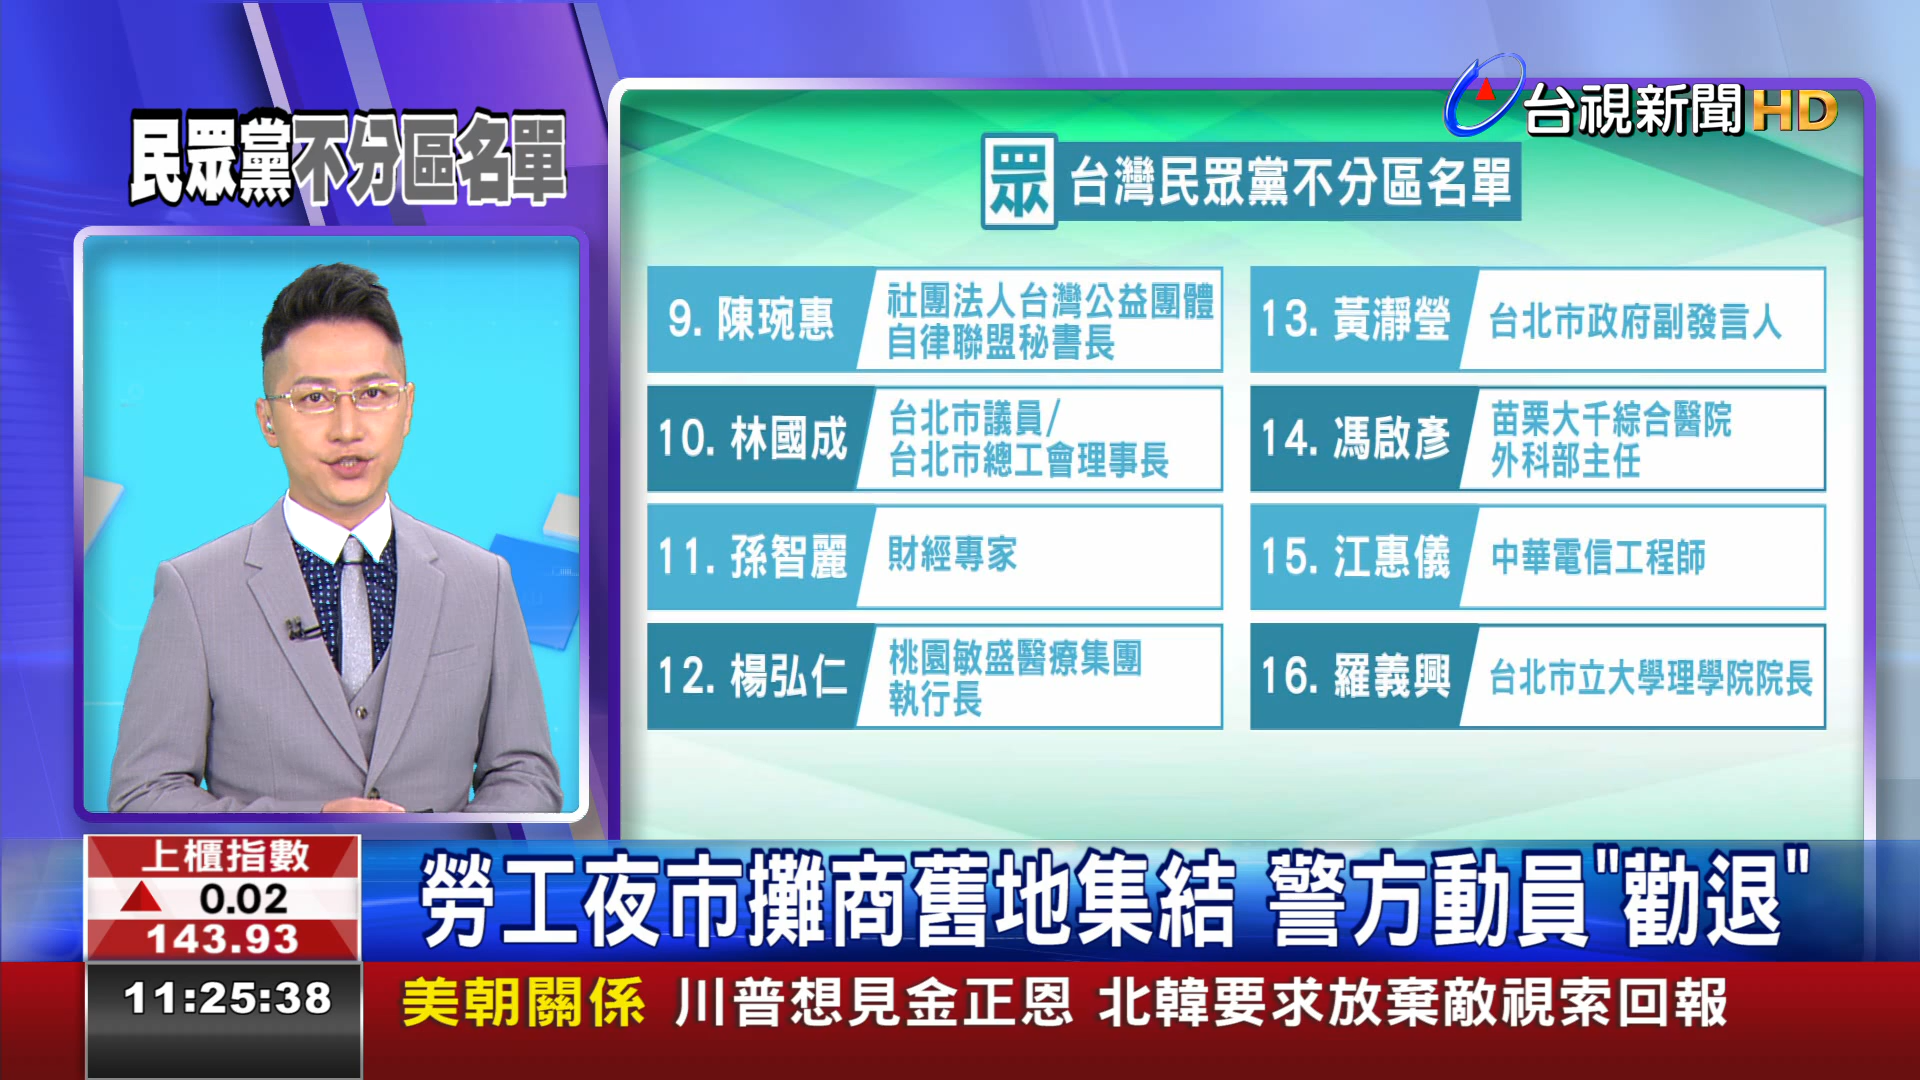 台視新聞HD
民眾黨不分區名單
眾 台灣民眾黨不分區名單
9. 陳琬惠
社團法人台灣公益團體
自律聯盟秘書長
10. 林國成
台北市議員/
台北市總工會理事長
11. 孫智麗
財經專家
12. 楊弘仁
桃園敏盛醫療集團
執行長
13. 黃瀞瑩
台北市政府副發言人
14. 馮啟彥
苗栗大千綜合醫院
外科部主任
15. 江惠儀
中華電信工程師
16. 羅義興
台北市立大學理學院院長
上櫃指數
0.02
143.93
11:25:38
勞工夜市攤商舊地集結 警方動員"勸退"
美朝關係 川普想見金正恩 北韓要求放棄敵視索回報